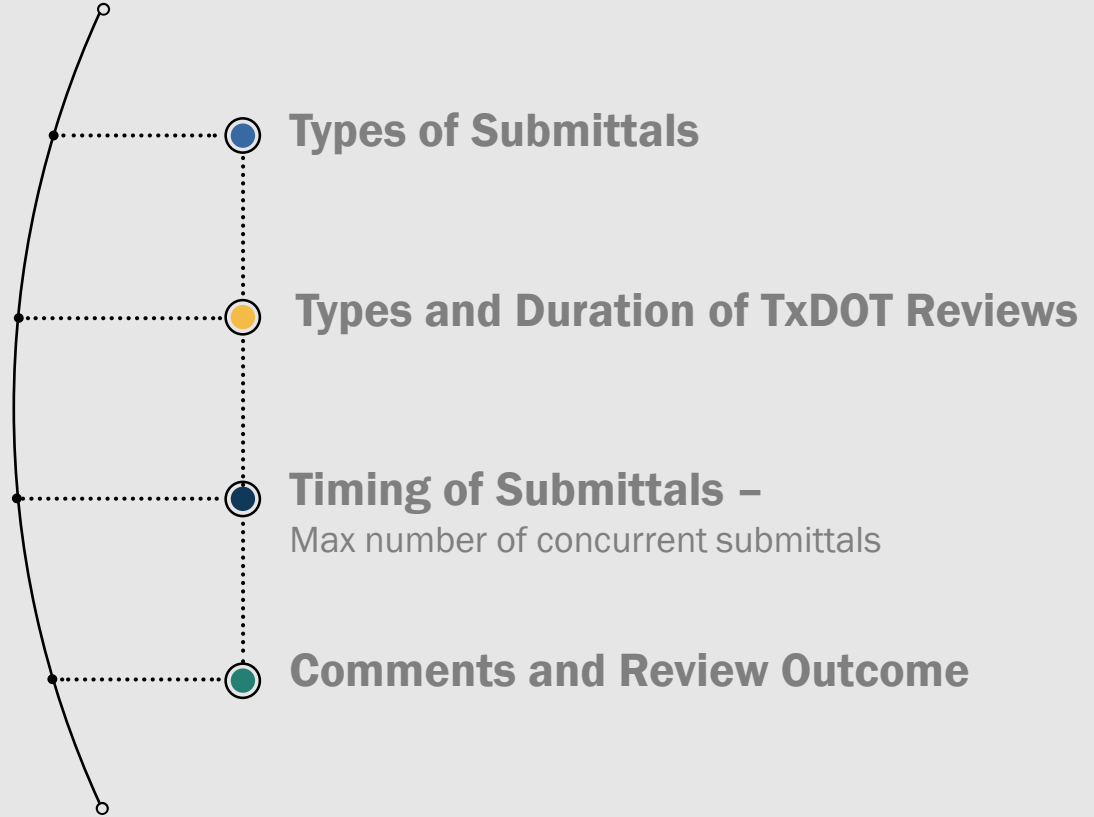 Types of Submittals
Types and Duration of TxDOT Reviews
Timing of Submittals –
Max number of concurrent submittals
Comments and Review Outcome